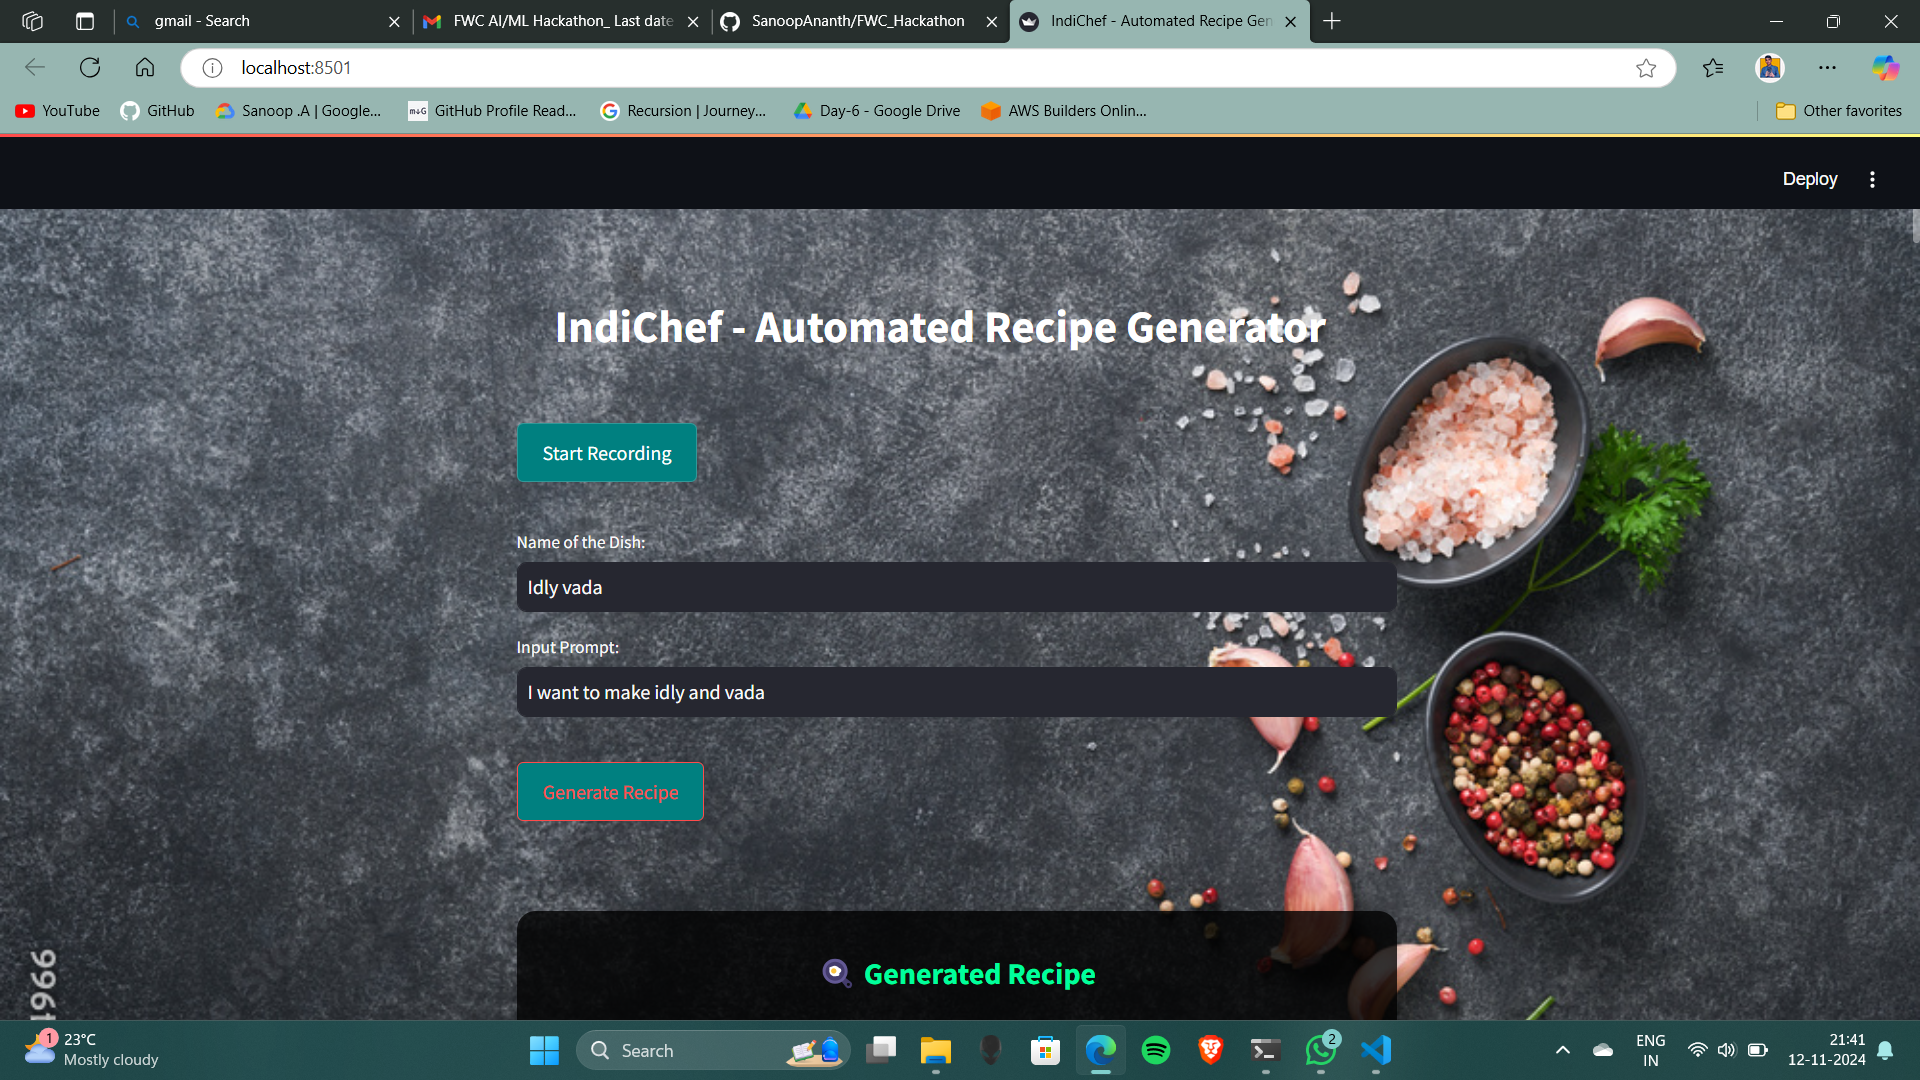 gmail - Search
FWC AI/ML Hackathon_ Last date
SanoopAnanth/FWC_Hackathon
IndiChef - Automated Recipe Gen
localhost:8501
YouTube
GitHub
Sanoop .A | Google...
GitHub Profile Read...
Recursion | Journey...
Day-6 - Google Drive
AWS Builders Onlin...
Other favorites
Deploy
IndiChef - Automated Recipe Generator
Start Recording
Name of the Dish:
Idly vada
Input Prompt:
I want to make idly and vada
Generate Recipe
Generated Recipe
1
23°C
Mostly cloudy
Search
2
ENG
IN
21:41
12-11-2024